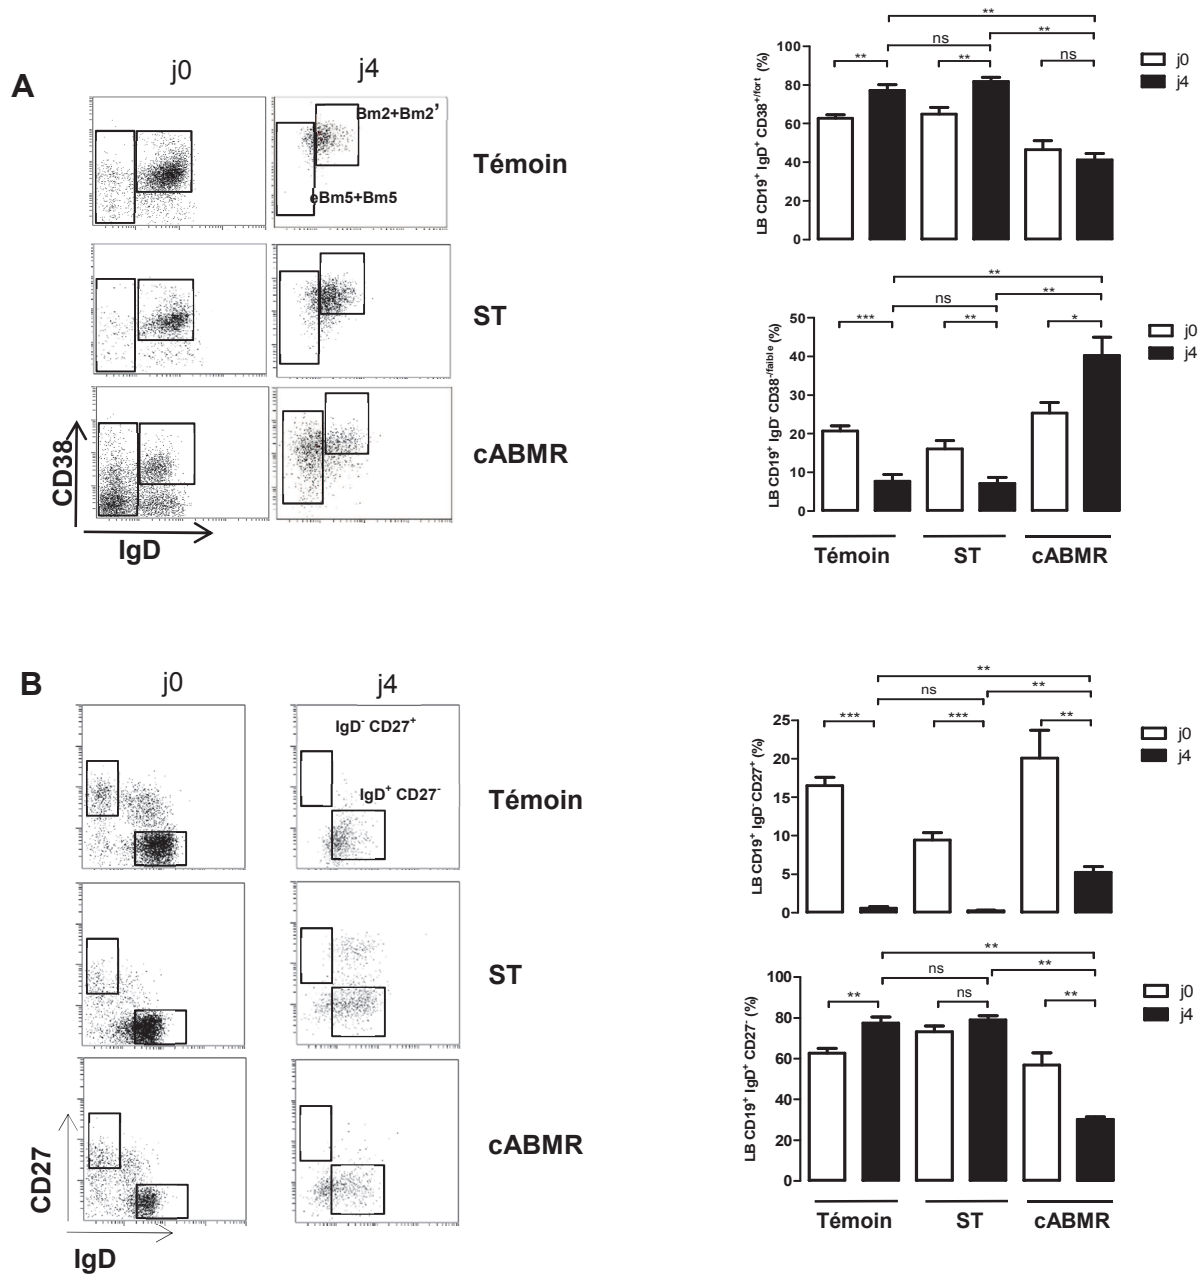 A
j0
j4
Bm2+Bm2’
eBm5+Bm5
Témoin
ST
cABMR
CD38
IgD
LB CD19⁺ IgD⁺ CD38⁺/fort (%)
100
80
60
40
20
0
**
**
ns
ns
**
**
j0
j4
LB CD19⁺ IgD⁻ CD38⁻/faible (%)
50
40
30
20
10
0
**
**
ns
***
**
*
j0
j4
Témoin
ST
cABMR
B
j0
j4
IgD⁻ CD27⁺
IgD⁺ CD27⁻
Témoin
ST
cABMR
CD27
IgD
LB CD19⁺ IgD⁻ CD27⁺ (%)
25
20
15
10
5
0
**
ns
**
***
***
**
j0
j4
LB CD19⁺ IgD⁺ CD27⁻ (%)
100
80
60
40
20
0
**
ns
**
**
ns
**
j0
j4
Témoin
ST
cABMR